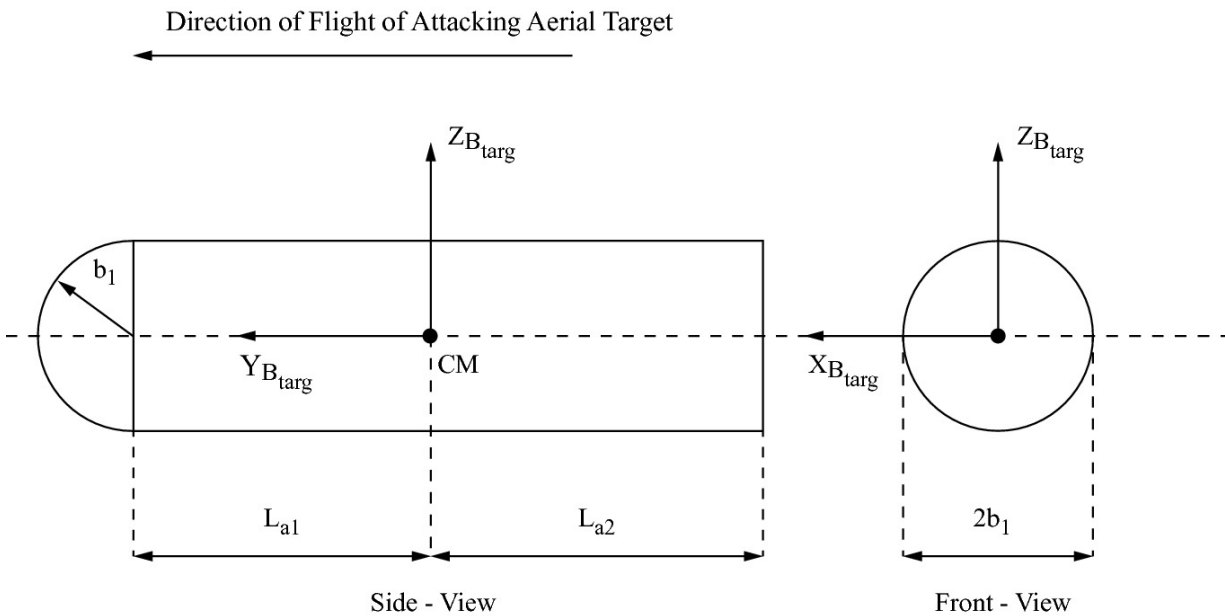 Direction of Flight of Attacking Aerial Target
Z_B_targ
Z_B_targ
b_1
Y_B_targ
CM
X_B_targ
L_a1
L_a2
2b_1
Side - View
Front - View